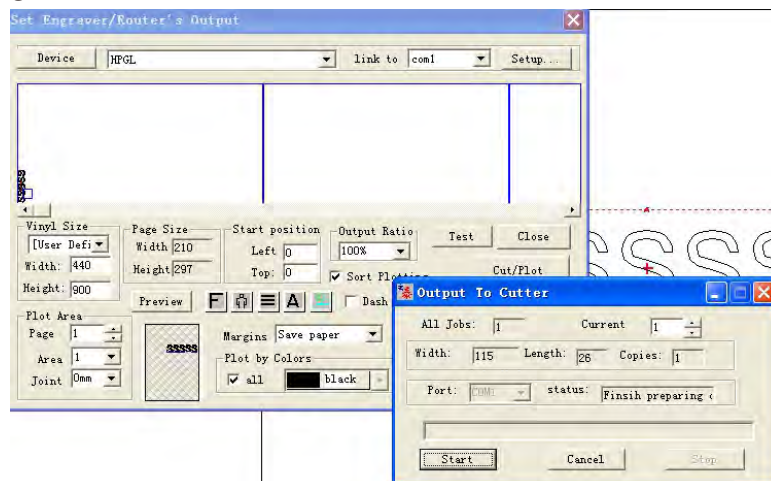 Set Engraver/Router's Output
Device HPGL link to com1 Setup...
Vinyl Size Page Size Start position Output Ratio
[User Defi Width 210 Left 0 100% Test Close
Width: 440 Height 297 Top: 0 Sort Plotting Cut/Plot
Height: 900 Preview F A S Dash
Plot Area
Page 1 Margins Save paper
Area 1 SSSSS Plot by Colors
Joint 0mm all black
SSSS
Output To Cutter
All Jobs: 1 Current 1
Width: 115 Length: 26 Copies: 1
Port: COM1 status: Finsih preparing
Start Cancel Stop